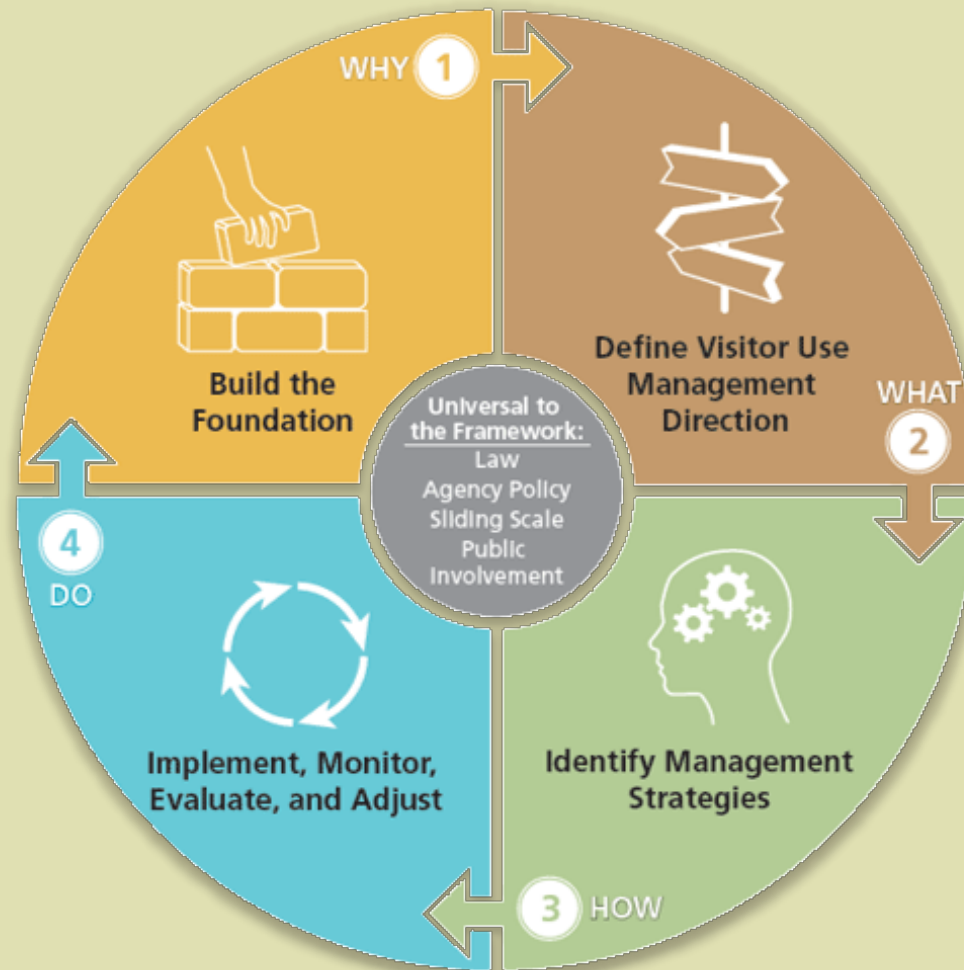 WHY 1
Build the
Foundation
Define Visitor Use
Management
Direction
WHAT
2
Universal to
the Framework:
Law
Agency Policy
Sliding Scale
Public
Involvement
Identify Management
Strategies
3 HOW
4
DO
Implement, Monitor,
Evaluate, and Adjust